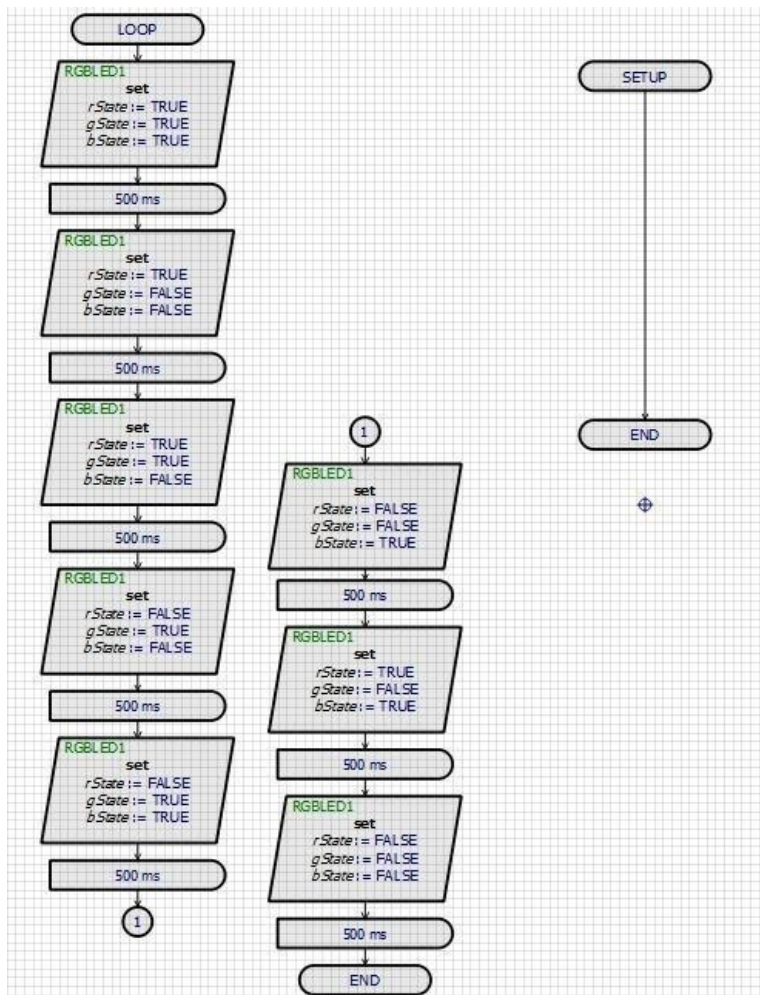 LOOP
RGBLED1
set
rState := TRUE
gState := TRUE
bState := TRUE
500 ms
RGBLED1
set
rState := TRUE
gState := FALSE
bState := FALSE
500 ms
RGBLED1
set
rState := TRUE
gState := TRUE
bState := FALSE
500 ms
RGBLED1
set
rState := FALSE
gState := TRUE
bState := FALSE
500 ms
RGBLED1
set
rState := FALSE
gState := TRUE
bState := TRUE
500 ms
1
1
RGBLED1
set
rState := FALSE
gState := FALSE
bState := TRUE
500 ms
RGBLED1
set
rState := TRUE
gState := FALSE
bState := TRUE
500 ms
RGBLED1
set
rState := FALSE
gState := FALSE
bState := FALSE
500 ms
END
SETUP
END